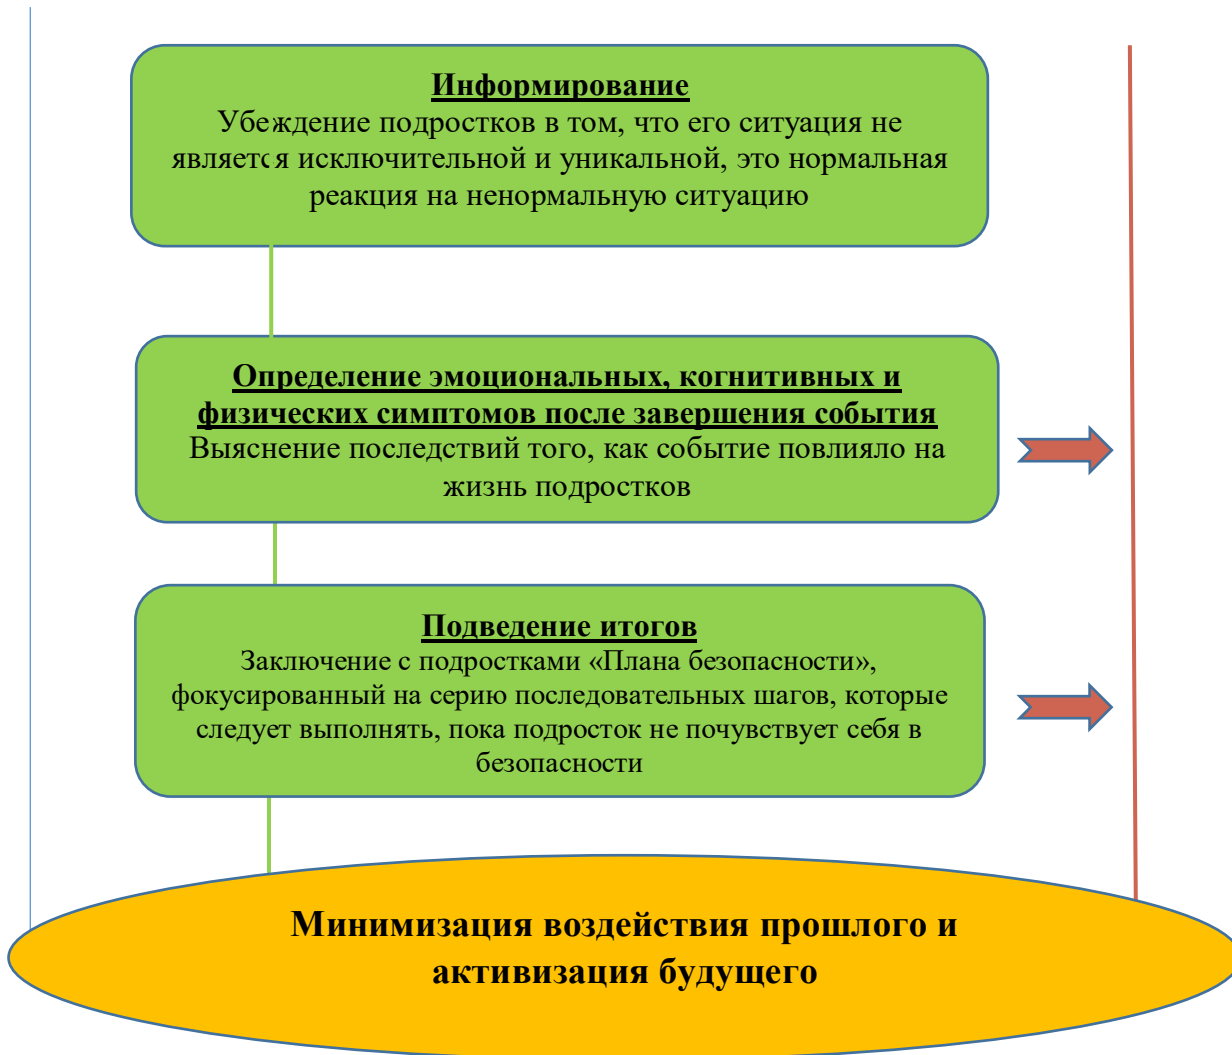 Информирование
Убеждение подростков в том, что его ситуация не
является исключительной и уникальной, это нормальная
реакция на ненормальную ситуацию
Определение эмоциональных, когнитивных и
физических симптомов после завершения события
Выяснение последствий того, как событие повлияло на
жизнь подростков
Подведение итогов
Заключение с подростками «Плана безопасности»,
фокусированный на серию последовательных шагов, которые
следует выполнять, пока подросток не почувствует себя в
безопасности
Минимизация воздействия прошлого и
активизация будущего